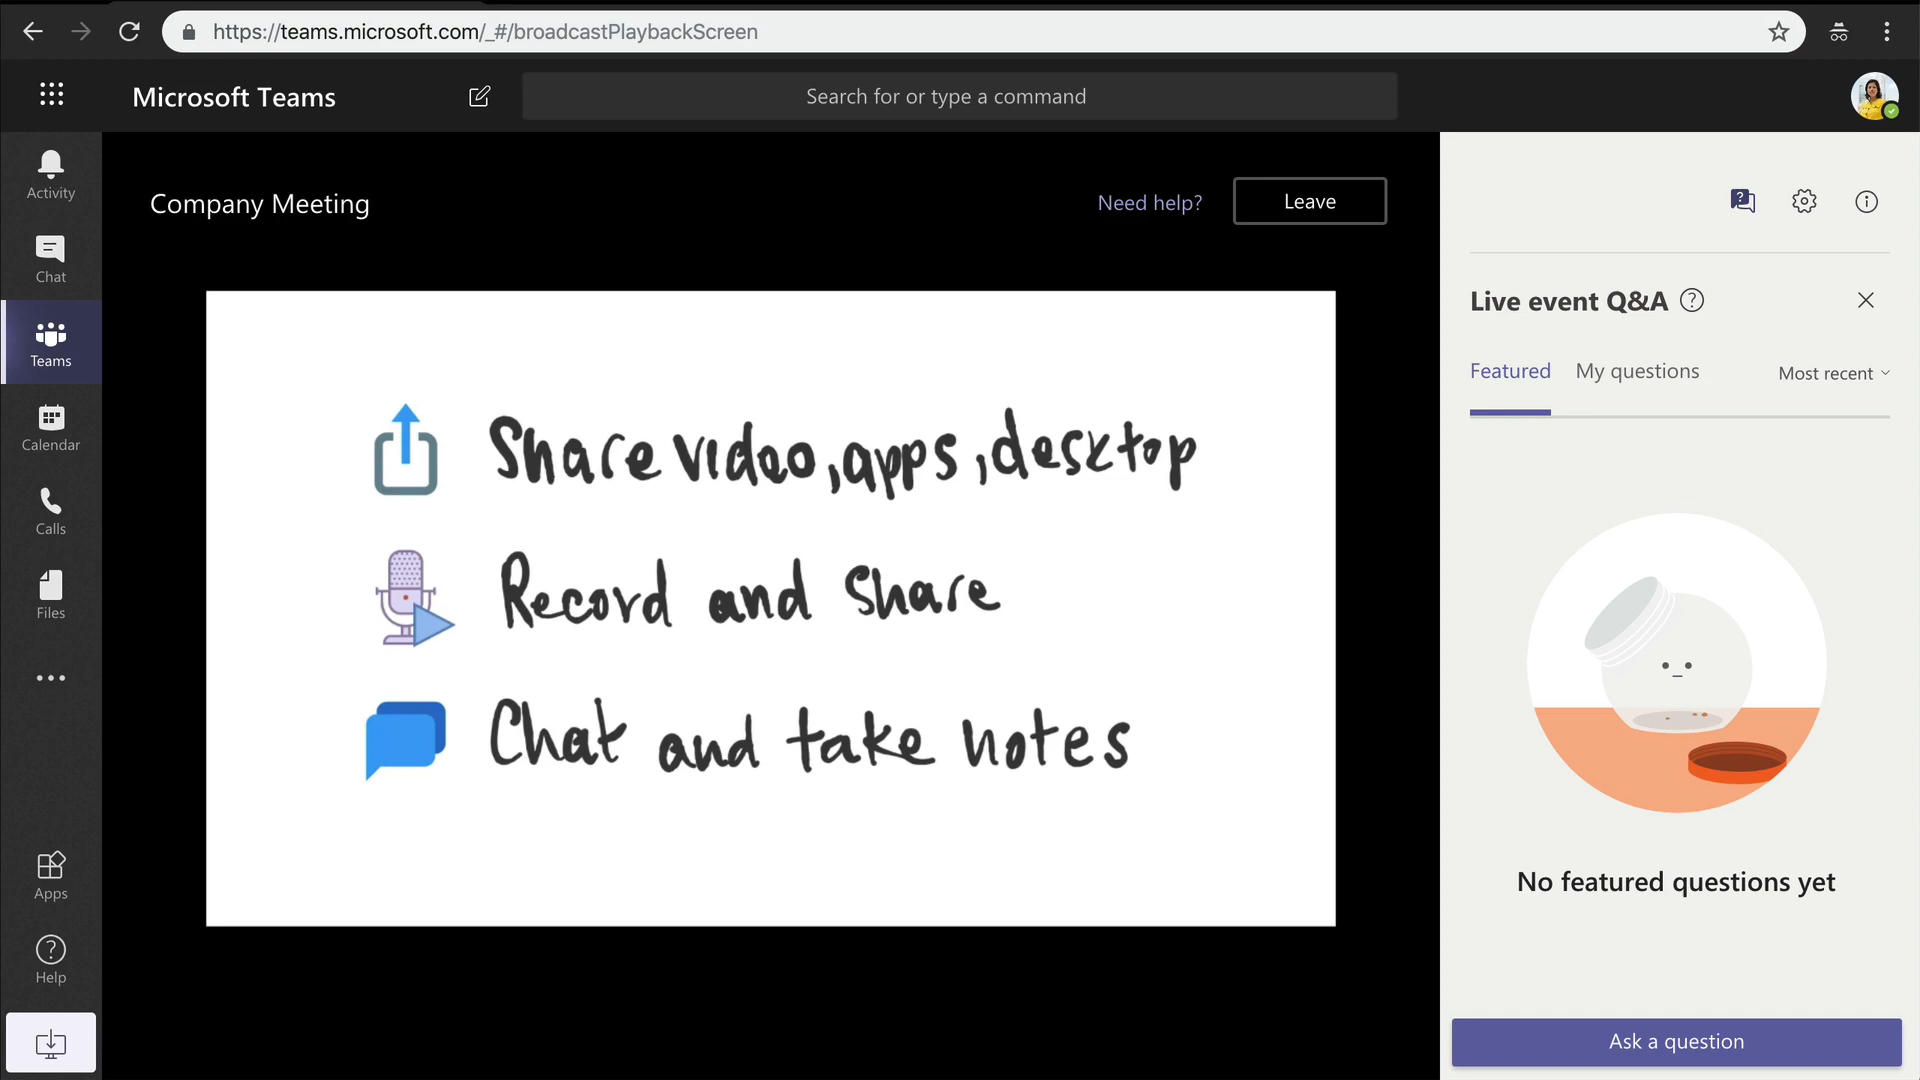 https://teams.microsoft.com/_#/broadcastPlaybackScreen
Microsoft Teams
Search for or type a command
Activity
Chat
Teams
Calendar
Calls
Files
Apps
Help
Company Meeting
Need help?
Leave
Share video, apps, desktop
Record and Share
Chat and take notes
Live event Q&A
Featured
My questions
Most recent
No featured questions yet
Ask a question